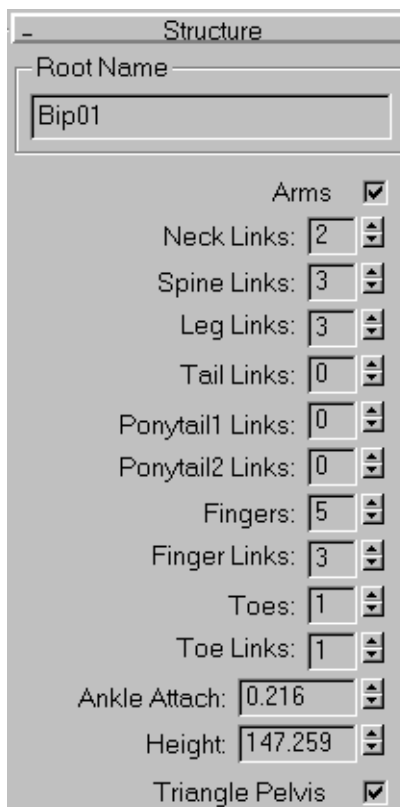 - Structure
Root Name
Bip01
Arms
Neck Links: 2
Spine Links: 3
Leg Links: 3
Tail Links: 0
Ponytail1 Links: 0
Ponytail2 Links: 0
Fingers: 5
Finger Links: 3
Toes: 1
Toe Links: 1
Ankle Attach: 0.216
Height: 147.259
Triangle Pelvis